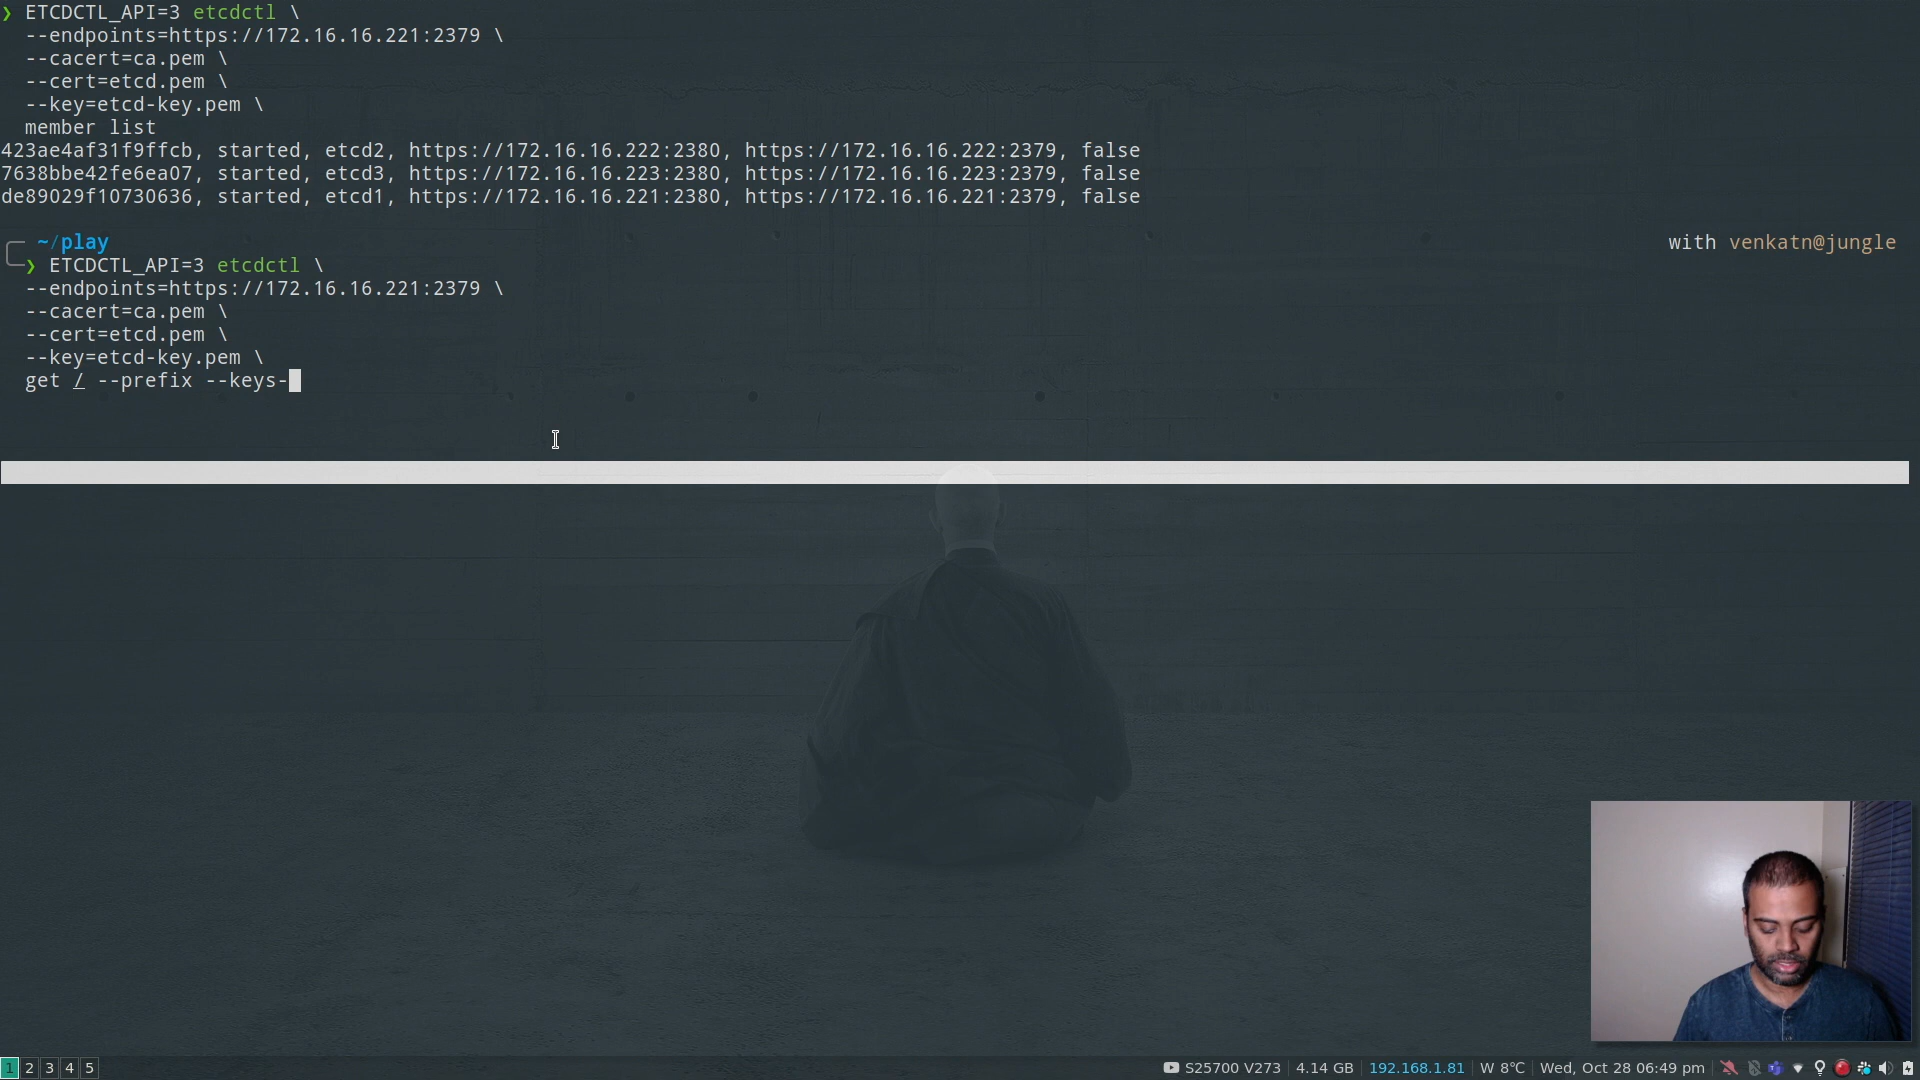 ❯ ETCDCTL_API=3 etcdctl \
--endpoints=https://172.16.16.221:2379 \
--cacert=ca.pem \
--cert=etcd.pem \
--key=etcd-key.pem \
member list
423ae4af31f9ffcb, started, etcd2, https://172.16.16.222:2380, https://172.16.16.222:2379, false
7638bbe42fe6ea07, started, etcd3, https://172.16.16.223:2380, https://172.16.16.223:2379, false
de89029f10730636, started, etcd1, https://172.16.16.221:2380, https://172.16.16.221:2379, false
~/play with venkatn@jungle
❯ ETCDCTL_API=3 etcdctl \
--endpoints=https://172.16.16.221:2379 \
--cacert=ca.pem \
--cert=etcd.pem \
--key=etcd-key.pem \
get / --prefix --keys-
1 2 3 4 5 S25700 V273 4.14 GB 192.168.1.81 W 8℃ Wed, Oct 28 06:49 pm